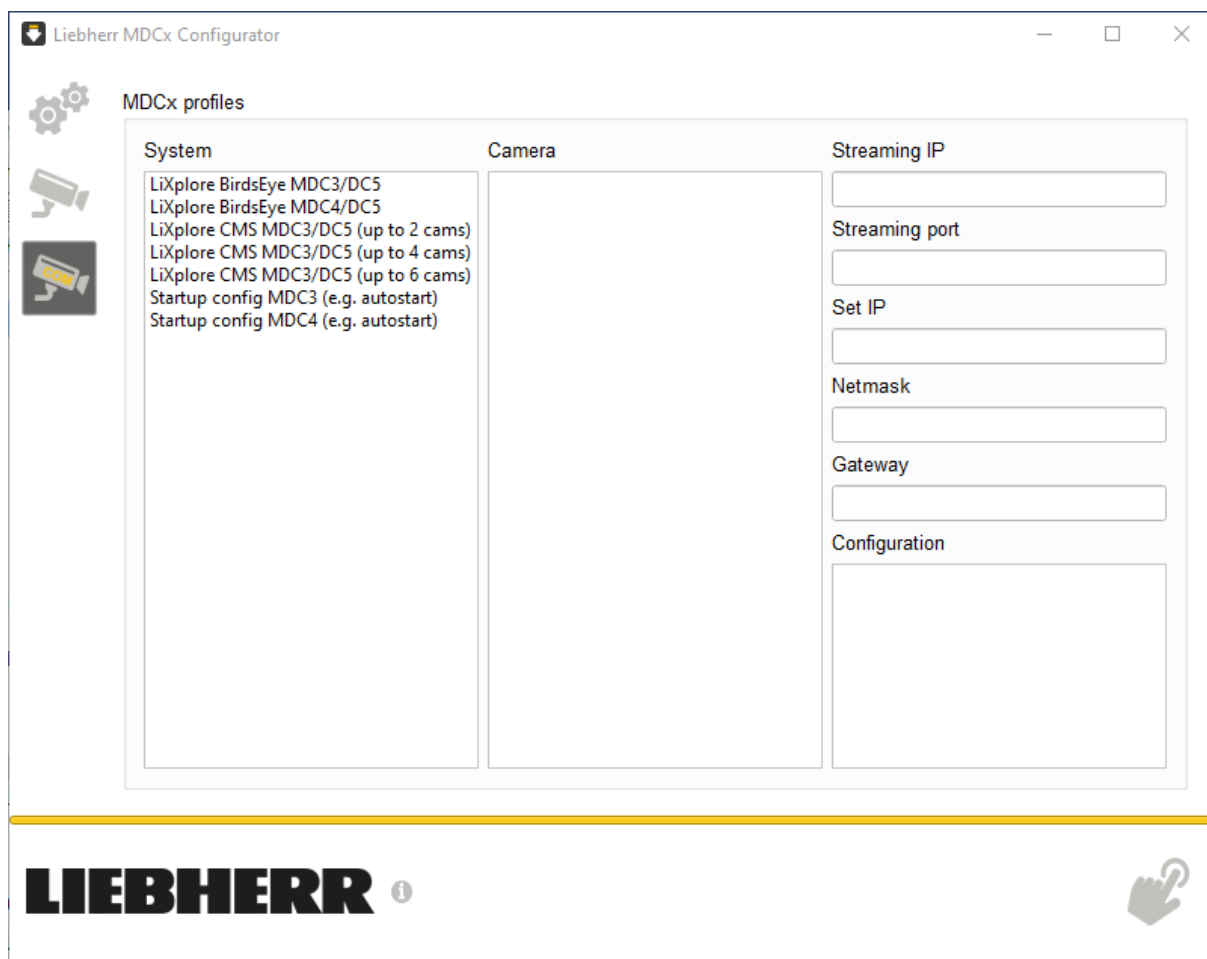 Liebherr MDCx Configurator
MDCx profiles
System
LiXplore BirdsEye MDC3/DC5
LiXplore BirdsEye MDC4/DC5
LiXplore CMS MDC3/DC5 (up to 2 cams)
LiXplore CMS MDC3/DC5 (up to 4 cams)
LiXplore CMS MDC3/DC5 (up to 6 cams)
Startup config MDC3 (e.g. autostart)
Startup config MDC4 (e.g. autostart)
Camera
Streaming IP
Streaming port
Set IP
Netmask
Gateway
Configuration
CON
LIEBHERR
i